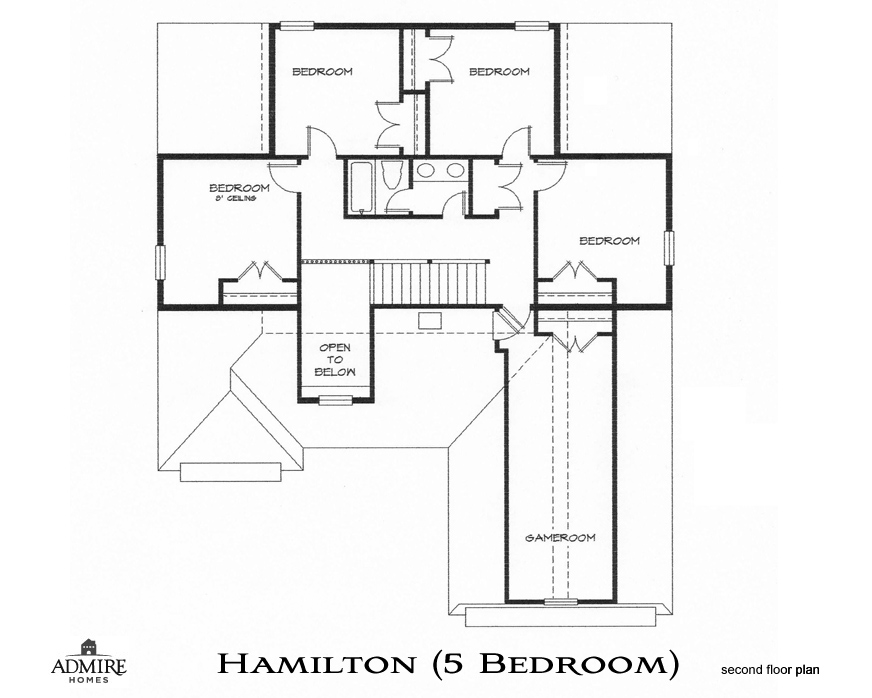 BEDROOM
BEDROOM
BEDROOM
8' CEILING
BEDROOM
OPEN
TO
BELOW
GAMEROOM
ADMIRE
HOMES
HAMILTON (5 BEDROOM)
second floor plan